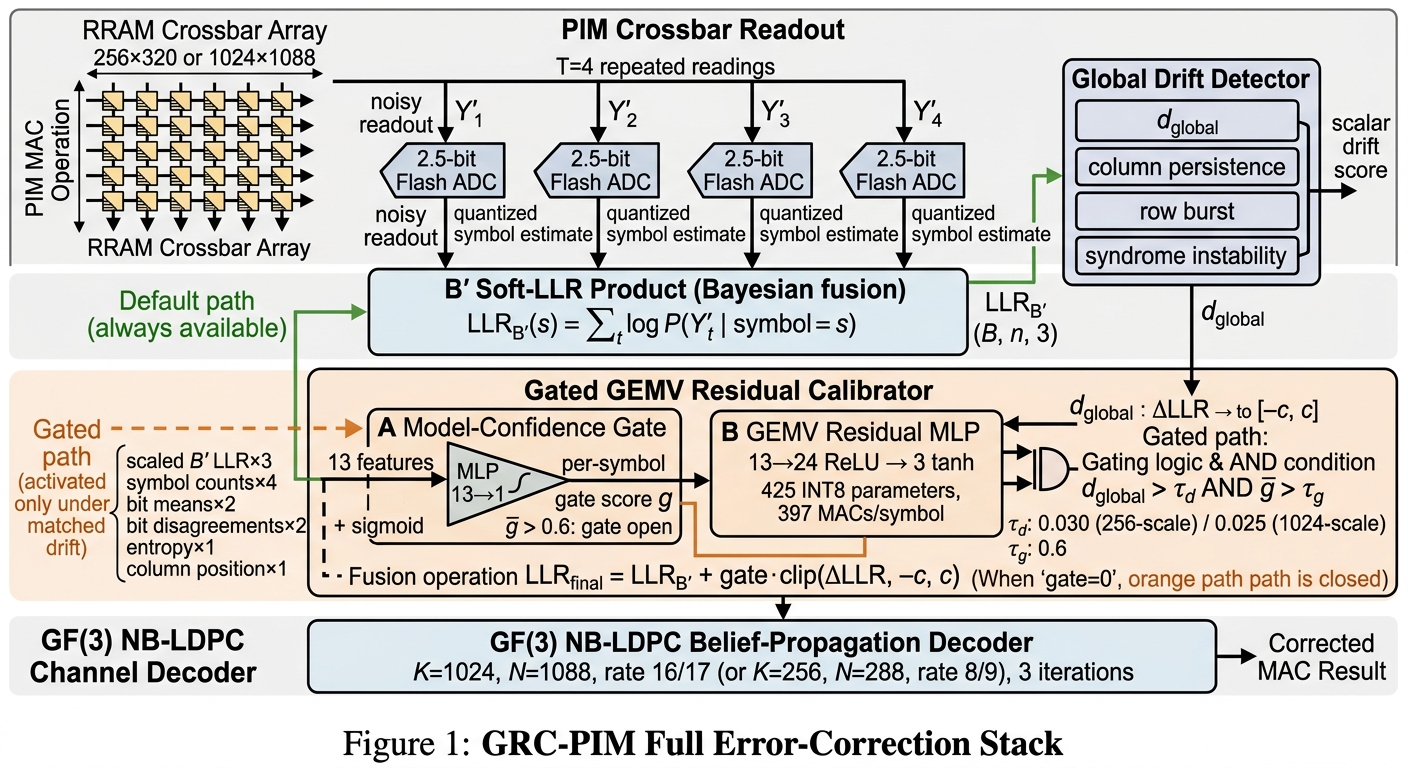 PIM Crossbar Readout
RRAM Crossbar Array
256×320 or 1024×1088
PIM MAC
Operation
RRAM Crossbar Array
T=4 repeated readings
noisy
readout
Y′1
Y′2
Y′3
Y′4
2.5-bit
Flash ADC
2.5-bit
Flash ADC
2.5-bit
Flash ADC
2.5-bit
Flash ADC
noisy
readout
quantized
symbol estimate
quantized
symbol estimate
quantized
symbol estimate
quantized
symbol estimate
Global Drift Detector
dglobal
column persistence
row burst
syndrome instability
scalar
drift
score
Default path
(always available)
B′ Soft-LLR Product (Bayesian fusion)
LLRB′(s) = ∑t log P(Y′t | symbol = s)
LLRB′
(B, n, 3)
dglobal
Gated GEMV Residual Calibrator
Gated
path
(activated
only under
matched
drift)
scaled B′ LLR×3
symbol counts×4
bit means×2
bit disagreements×2
entropy×1
column position×1
A Model-Confidence Gate
13 features
MLP
13→1
+ sigmoid
per-symbol
gate score g
g̅ > 0.6: gate open
B GEMV Residual MLP
13→24 ReLU → 3 tanh
425 INT8 parameters,
397 MACs/symbol
dglobal : ΔLLR → to [−c, c]
Gated path:
Gating logic & AND condition
dglobal > τd AND g̅ > τg
τd: 0.030 (256-scale) / 0.025 (1024-scale)
τg: 0.6
Fusion operation LLRfinal = LLRB′ + gate·clip(ΔLLR, −c, c) (When ‘gate=0’, orange path path is closed)
GF(3) NB-LDPC
Channel Decoder
GF(3) NB-LDPC Belief-Propagation Decoder
K=1024, N=1088, rate 16/17 (or K=256, N=288, rate 8/9), 3 iterations
Corrected
MAC Result
Figure 1: GRC-PIM Full Error-Correction Stack